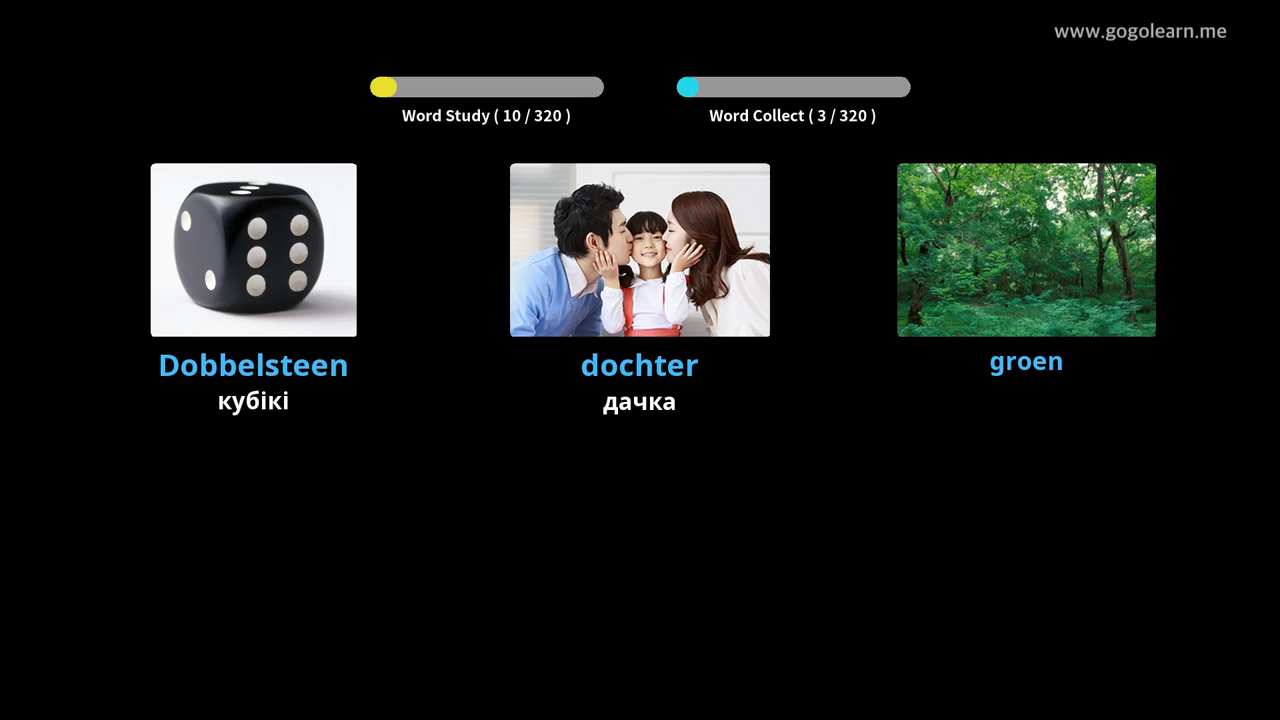 www.gogolearn.me
Word Study ( 10 / 320 )
Word Collect ( 3 / 320 )
Dobbelsteen
кубікі
dochter
дачка
groen